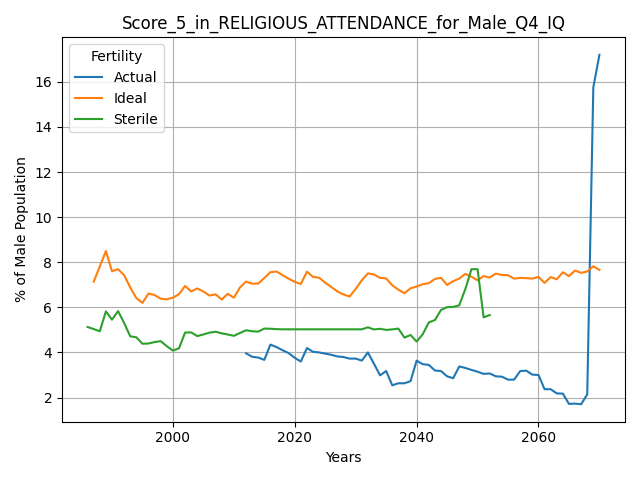 Score_5_in_RELIGIOUS_ATTENDANCE_for_Male_Q4_IQ
Fertility
Actual
Ideal
Sterile
% of Male Population
16
14
12
10
8
6
4
2
2000 2020 2040 2060
Years